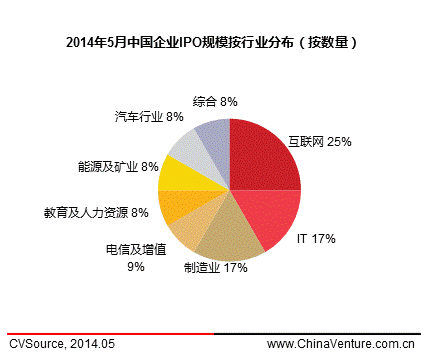 2014年5月中国企业IPO规模按行业分布（按数量）
综合 8%
汽车行业 8%
互联网 25%
能源及矿业 8%
教育及人力资源 8%
IT 17%
电信及增值
9%
制造业 17%
CVSource, 2014.05
www.ChinaVenture.com.cn